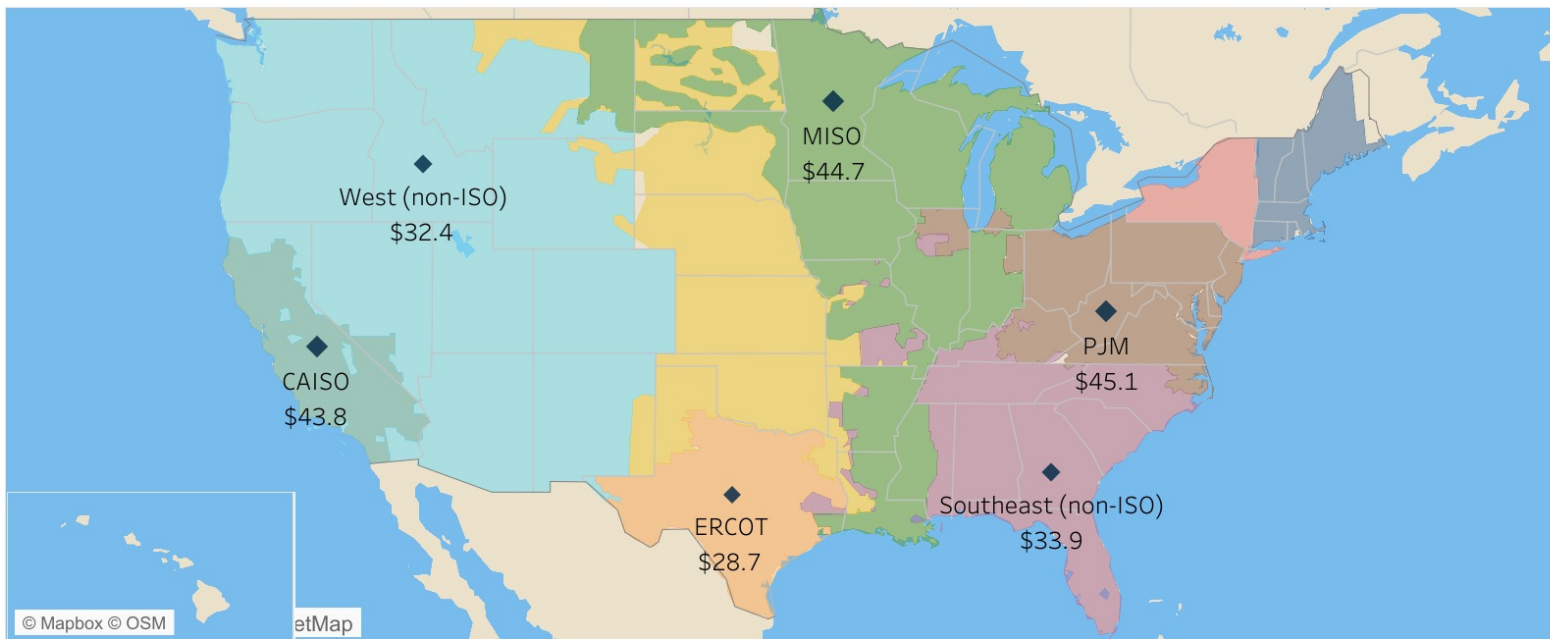 MISO
$44.7
West (non-ISO)
$32.4
PJM
$45.1
CAISO
$43.8
Southeast (non-ISO)
$33.9
ERCOT
$28.7
© Mapbox © OSM
etMap